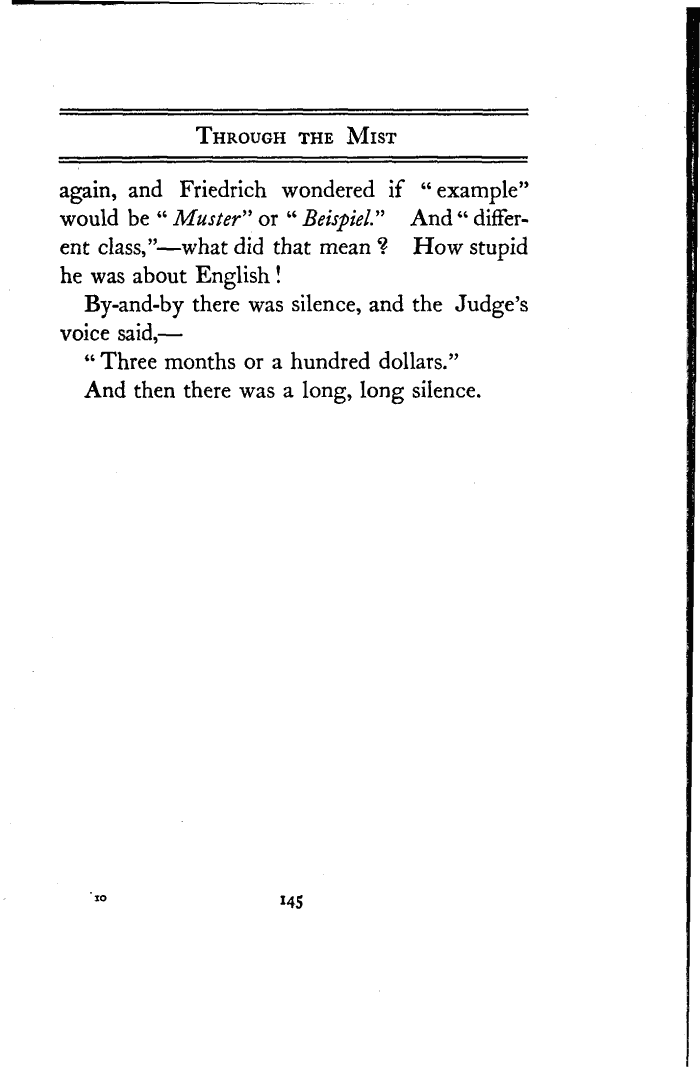 THROUGH THE MIST
again, and Friedrich wondered if “ example”
would be “ Muster” or “ Beispiel.” And “ differ-
ent class,”—what did that mean ? How stupid
he was about English !
By-and-by there was silence, and the Judge’s
voice said,—
“ Three months or a hundred dollars.”
And then there was a long, long silence.
10 145